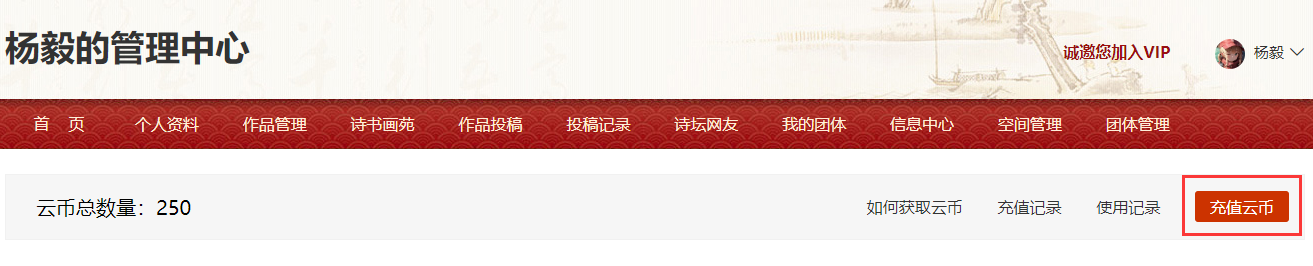 杨毅的管理中心
诚邀您加入VIP 杨毅
首 页 个人资料 作品管理 诗书画苑 作品投稿 投稿记录 诗坛网友 我的团体 信息中心 空间管理 团体管理
云币总数量：250 如何获取云币 充值记录 使用记录 充值云币